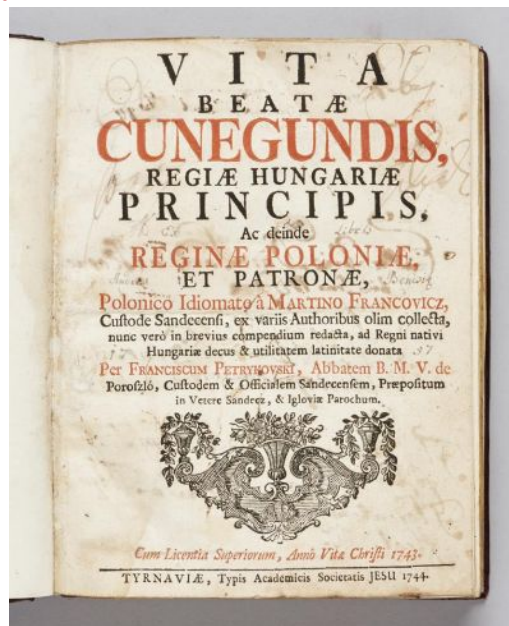 VITA
BEATÆ
CUNEGUNDIS,
REGIÆ HUNGARIÆ
PRINCIPIS,
Ac deinde
REGINÆ POLONIÆ,
ET PATRONÆ,
Polonico Idiomate à MARTINO FRANCOVICZ,
Custode Sandecensi, ex variis Authoribus olim collecta,
nunc verò in brevius compendium redacta, ad Regni nativi
Hungariæ decus & utilitatem latinitate donata
Per FRANCISCUM PETRYKOVSKI, Abbatem B. M. V. de
Poroszló, Custodem & Officialem Sandecensem, Præpositum
in Vetere Sandecz, & Igloviæ Parochum.
Cum Licentia Superiorum, Annô Vitæ Christi 1743.
TYRNAVIÆ, Typis Academicis Societatis JESU 1744.